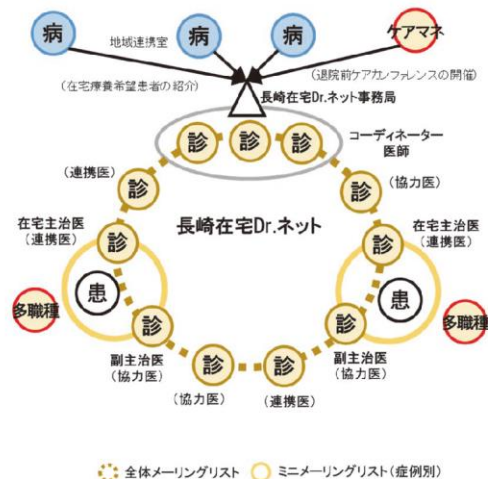 病
病
病
ケアマネ
地域連携室
(在宅療養希望患者の紹介)
(退院前ケアカンファレンスの開催)
長崎在宅Dr.ネット事務局
コーディネーター
医師
診
診
診
(連携医)
診
診
(協力医)
在宅主治医
(連携医)
診
長崎在宅Dr.ネット
診
在宅主治医
(連携医)
患
患
多職種
多職種
診
診
副主治医
(協力医)
副主治医
(協力医)
診
診
(協力医)
(連携医)
全体メーリングリスト
ミニメーリングリスト(症例別)